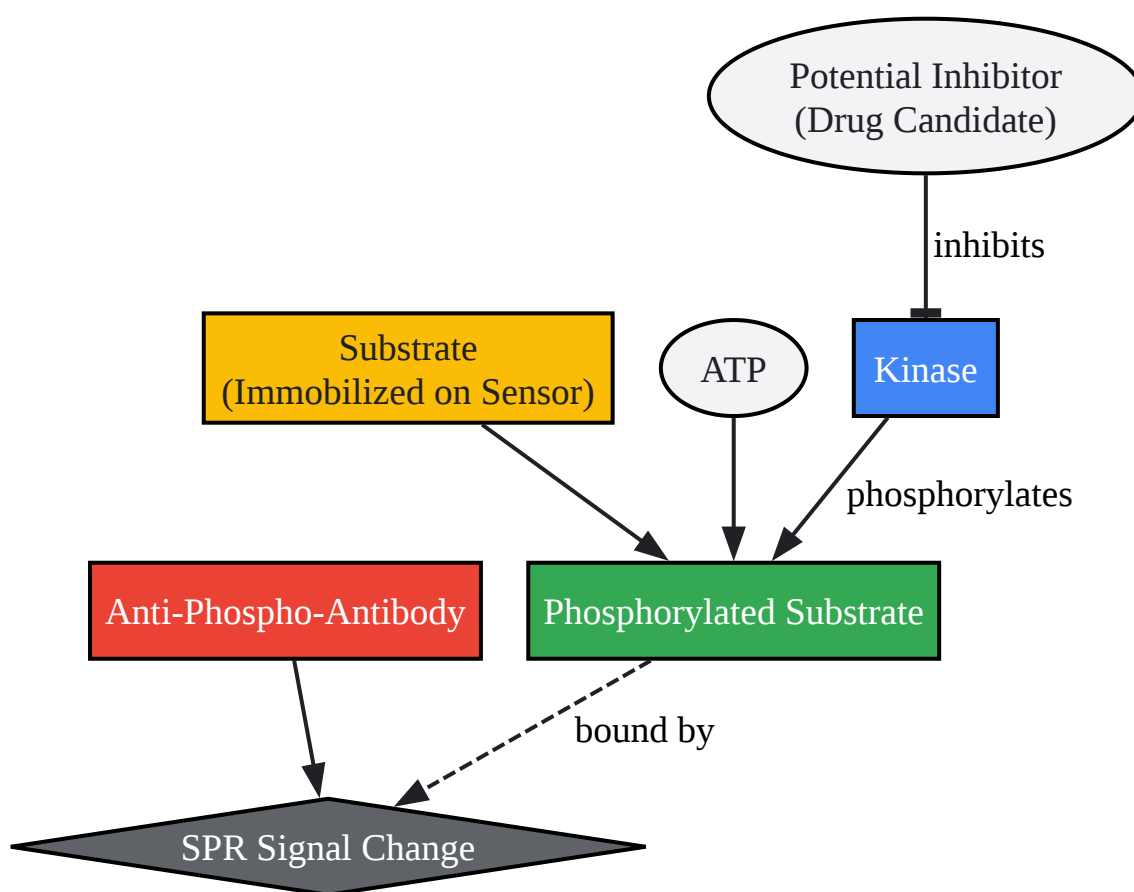 Potential Inhibitor
(Drug Candidate)
inhibits
Substrate
(Immobilized on Sensor)
ATP
Kinase
phosphorylates
Anti-Phospho-Antibody
Phosphorylated Substrate
bound by
SPR Signal Change